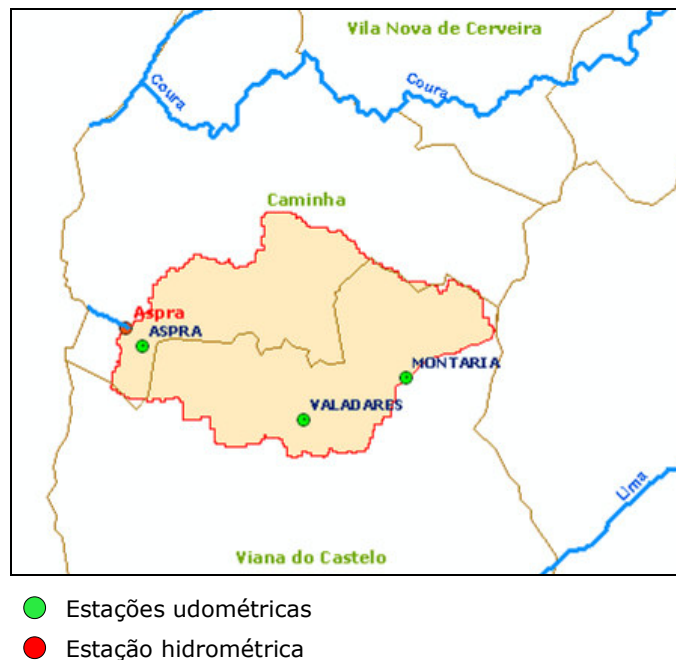 Vila Nova de Cerveira
Coura
Coura
Caminha
Aspra
ASPRA
MONTARIA
VALADARES
Lima
Viana do Castelo
Estações udométricas
Estação hidrométrica